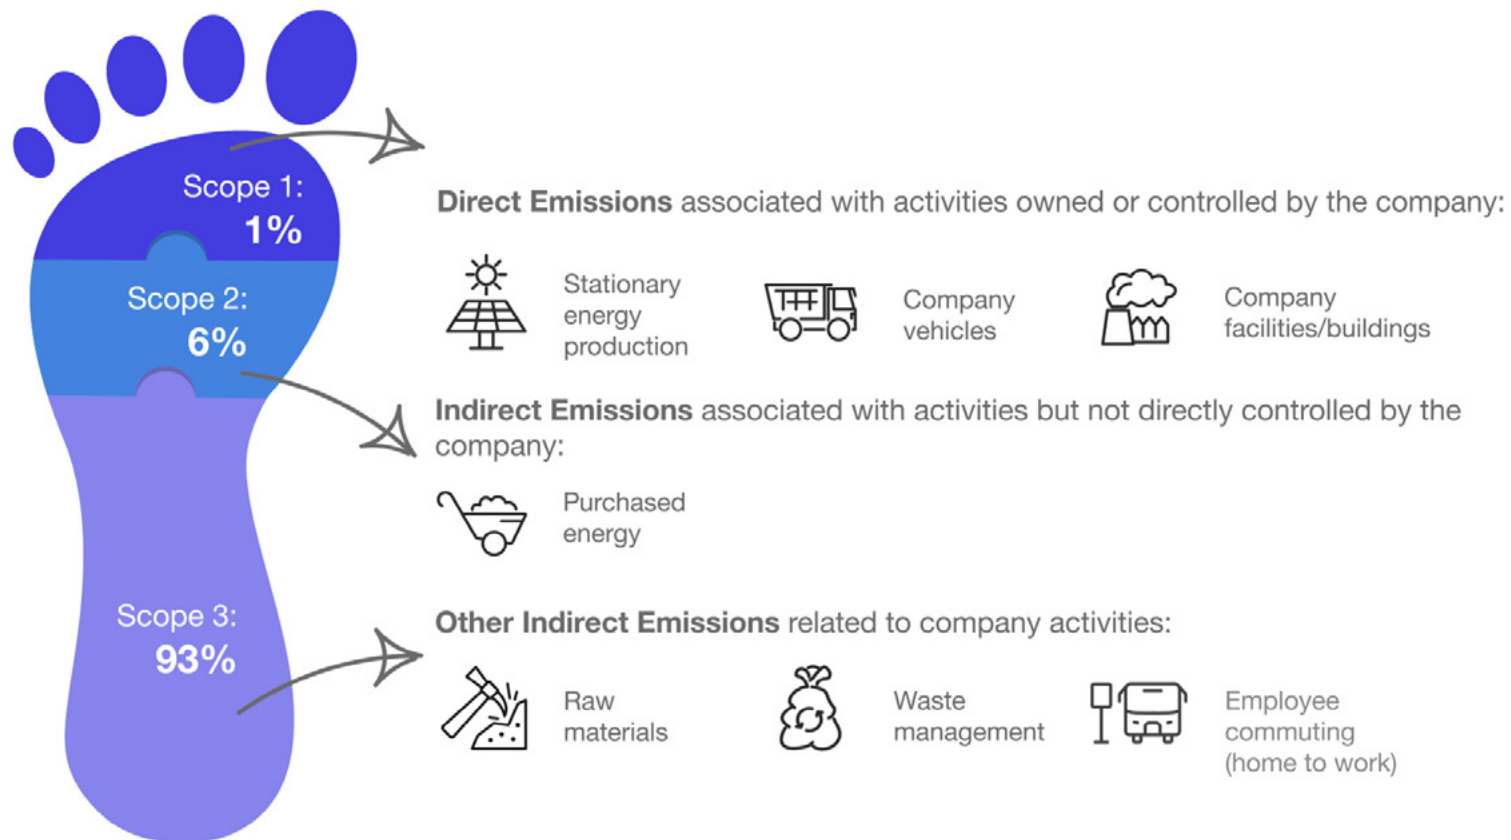 Scope 1:
1%
Direct Emissions associated with activities owned or controlled by the company:
Stationary
energy
production
Company
vehicles
Company
facilities/buildings
Scope 2:
6%
Indirect Emissions associated with activities but not directly controlled by the
company:
Purchased
energy
Scope 3:
93%
Other Indirect Emissions related to company activities:
Raw
materials
Waste
management
Employee
commuting
(home to work)